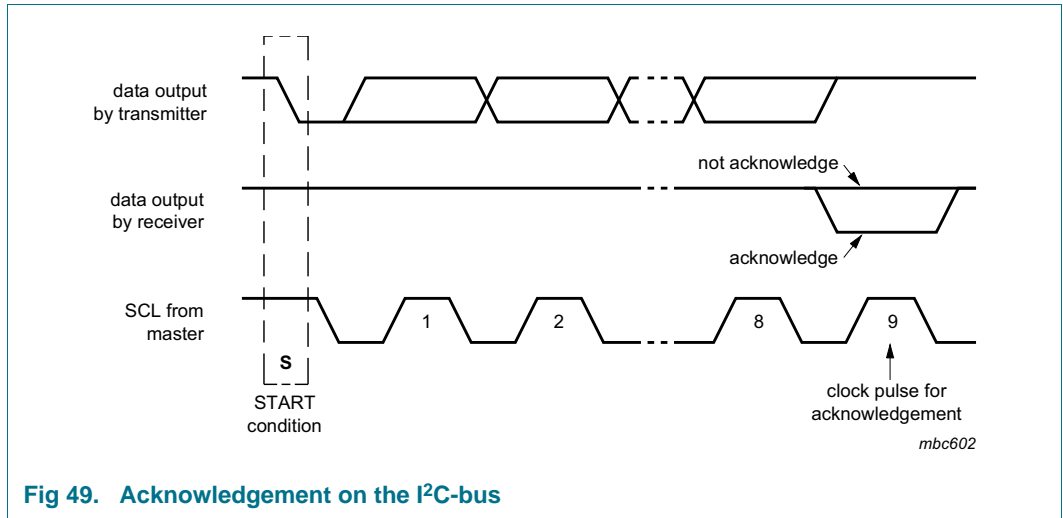 data output
by transmitter
not acknowledge
data output
by receiver
acknowledge
SCL from
master
1
2
8
9
S
START
condition
clock pulse for
acknowledgement
mbc602
Fig 49. Acknowledgement on the I²C-bus